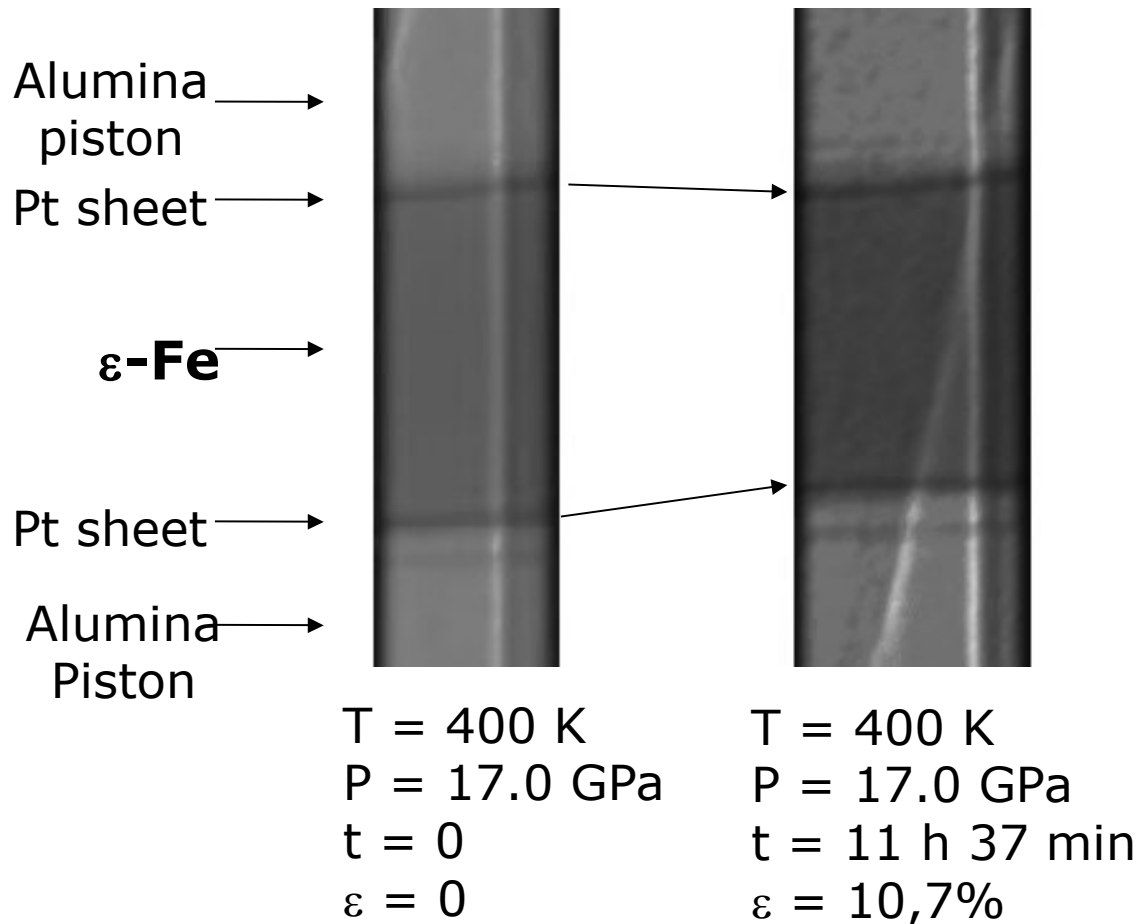 Alumina
piston
Pt sheet
ε-Fe
Pt sheet
Alumina
Piston
T = 400 K
P = 17.0 GPa
t = 0
ε = 0
T = 400 K
P = 17.0 GPa
t = 11 h 37 min
ε = 10,7%